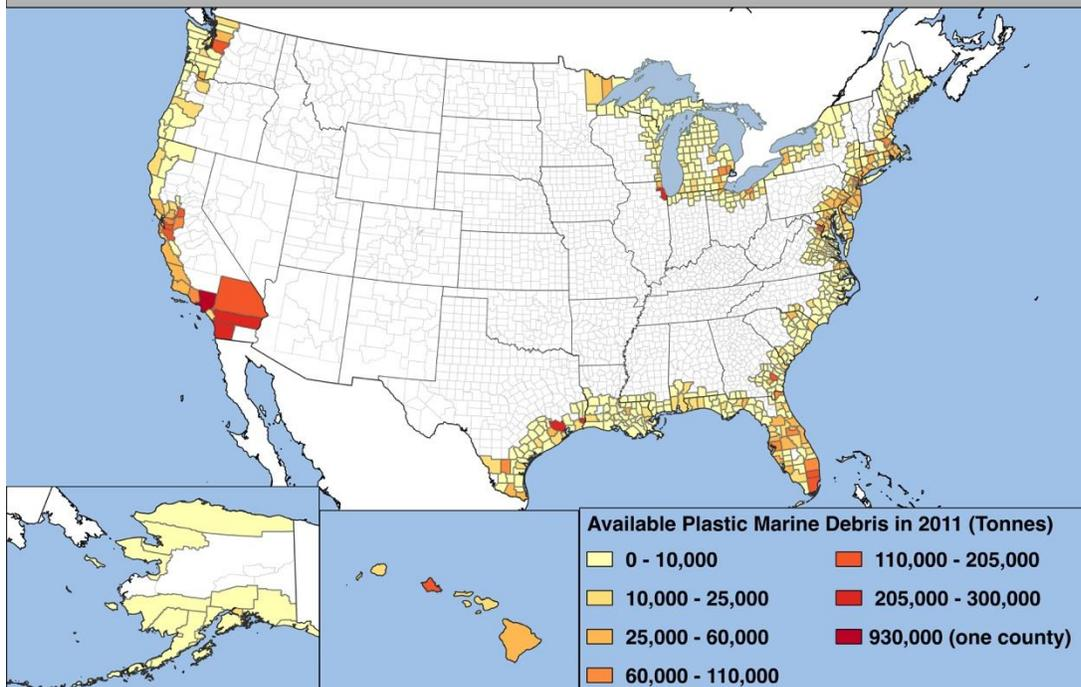 Available Plastic Marine Debris in 2011 (Tonnes)
0 - 10,000
10,000 - 25,000
25,000 - 60,000
60,000 - 110,000
110,000 - 205,000
205,000 - 300,000
930,000 (one county)